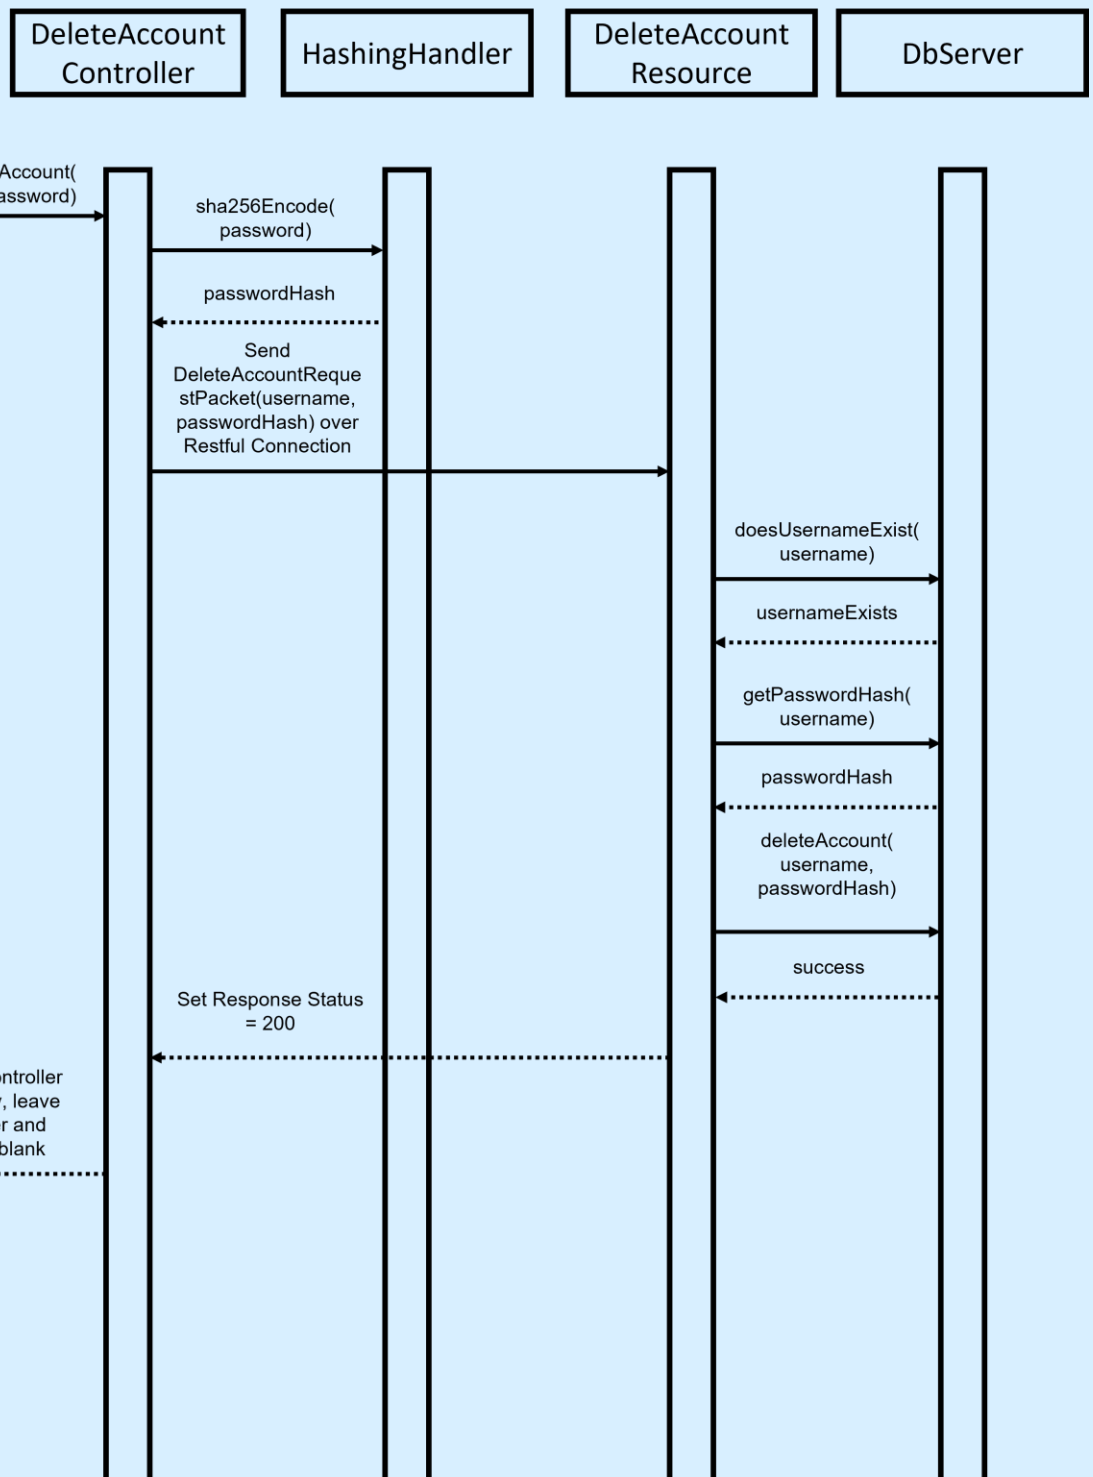 DeleteAccount
Controller
HashingHandler
DeleteAccount
Resource
DbServer
Account(
assword)
sha256Encode(
password)
passwordHash
Send
DeleteAccountReque
stPacket(username,
passwordHash) over
Restful Connection
doesUsernameExist(
username)
usernameExists
getPasswordHash(
username)
passwordHash
deleteAccount(
username,
passwordHash)
success
Set Response Status
= 200
ontroller
, leave
r and
blank